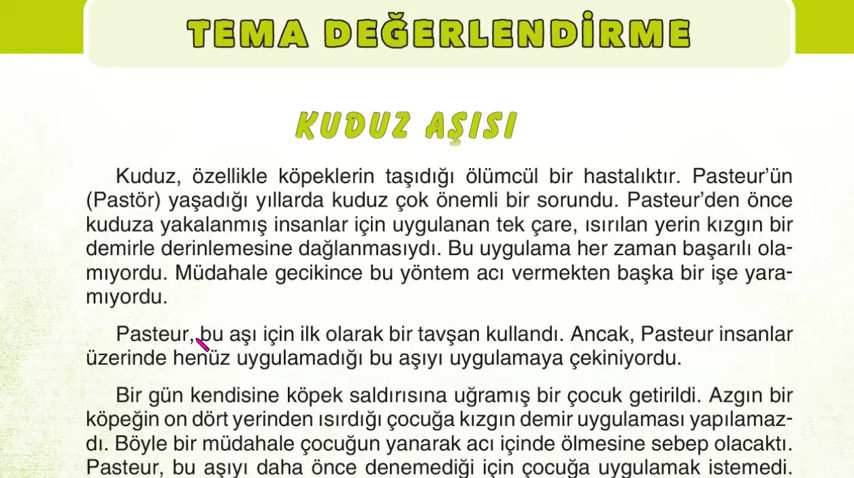 TEMA DEĞERLENDİRME
KUDUZ AŞISI
Kuduz, özellikle köpeklerin taşıdığı ölümcül bir hastalıktır. Pasteur'ün
(Pastör) yaşadığı yıllarda kuduz çok önemli bir sorundu. Pasteur'den önce
kuduza yakalanmış insanlar için uygulanan tek çare, ısırılan yerin kızgın bir
demirle derinlemesine dağlanmasıydı. Bu uygulama her zaman başarılı ola-
mıyordu. Müdahale gecikince bu yöntem acı vermekten başka bir işe yara-
mıyordu.
Pasteur, bu aşı için ilk olarak bir tavşan kullandı. Ancak, Pasteur insanlar
üzerinde henüz uygulamadığı bu aşıyı uygulamaya çekiniyordu.
Bir gün kendisine köpek saldırısına uğramış bir çocuk getirildi. Azgın bir
köpeğin on dört yerinden ısırdığı çocuğa kızgın demir uygulaması yapılamaz-
dı. Böyle bir müdahale çocuğun yanarak acı içinde ölmesine sebep olacaktı.
Pasteur, bu aşıyı daha önce denemediği için çocuğa uygulamak istemedi.